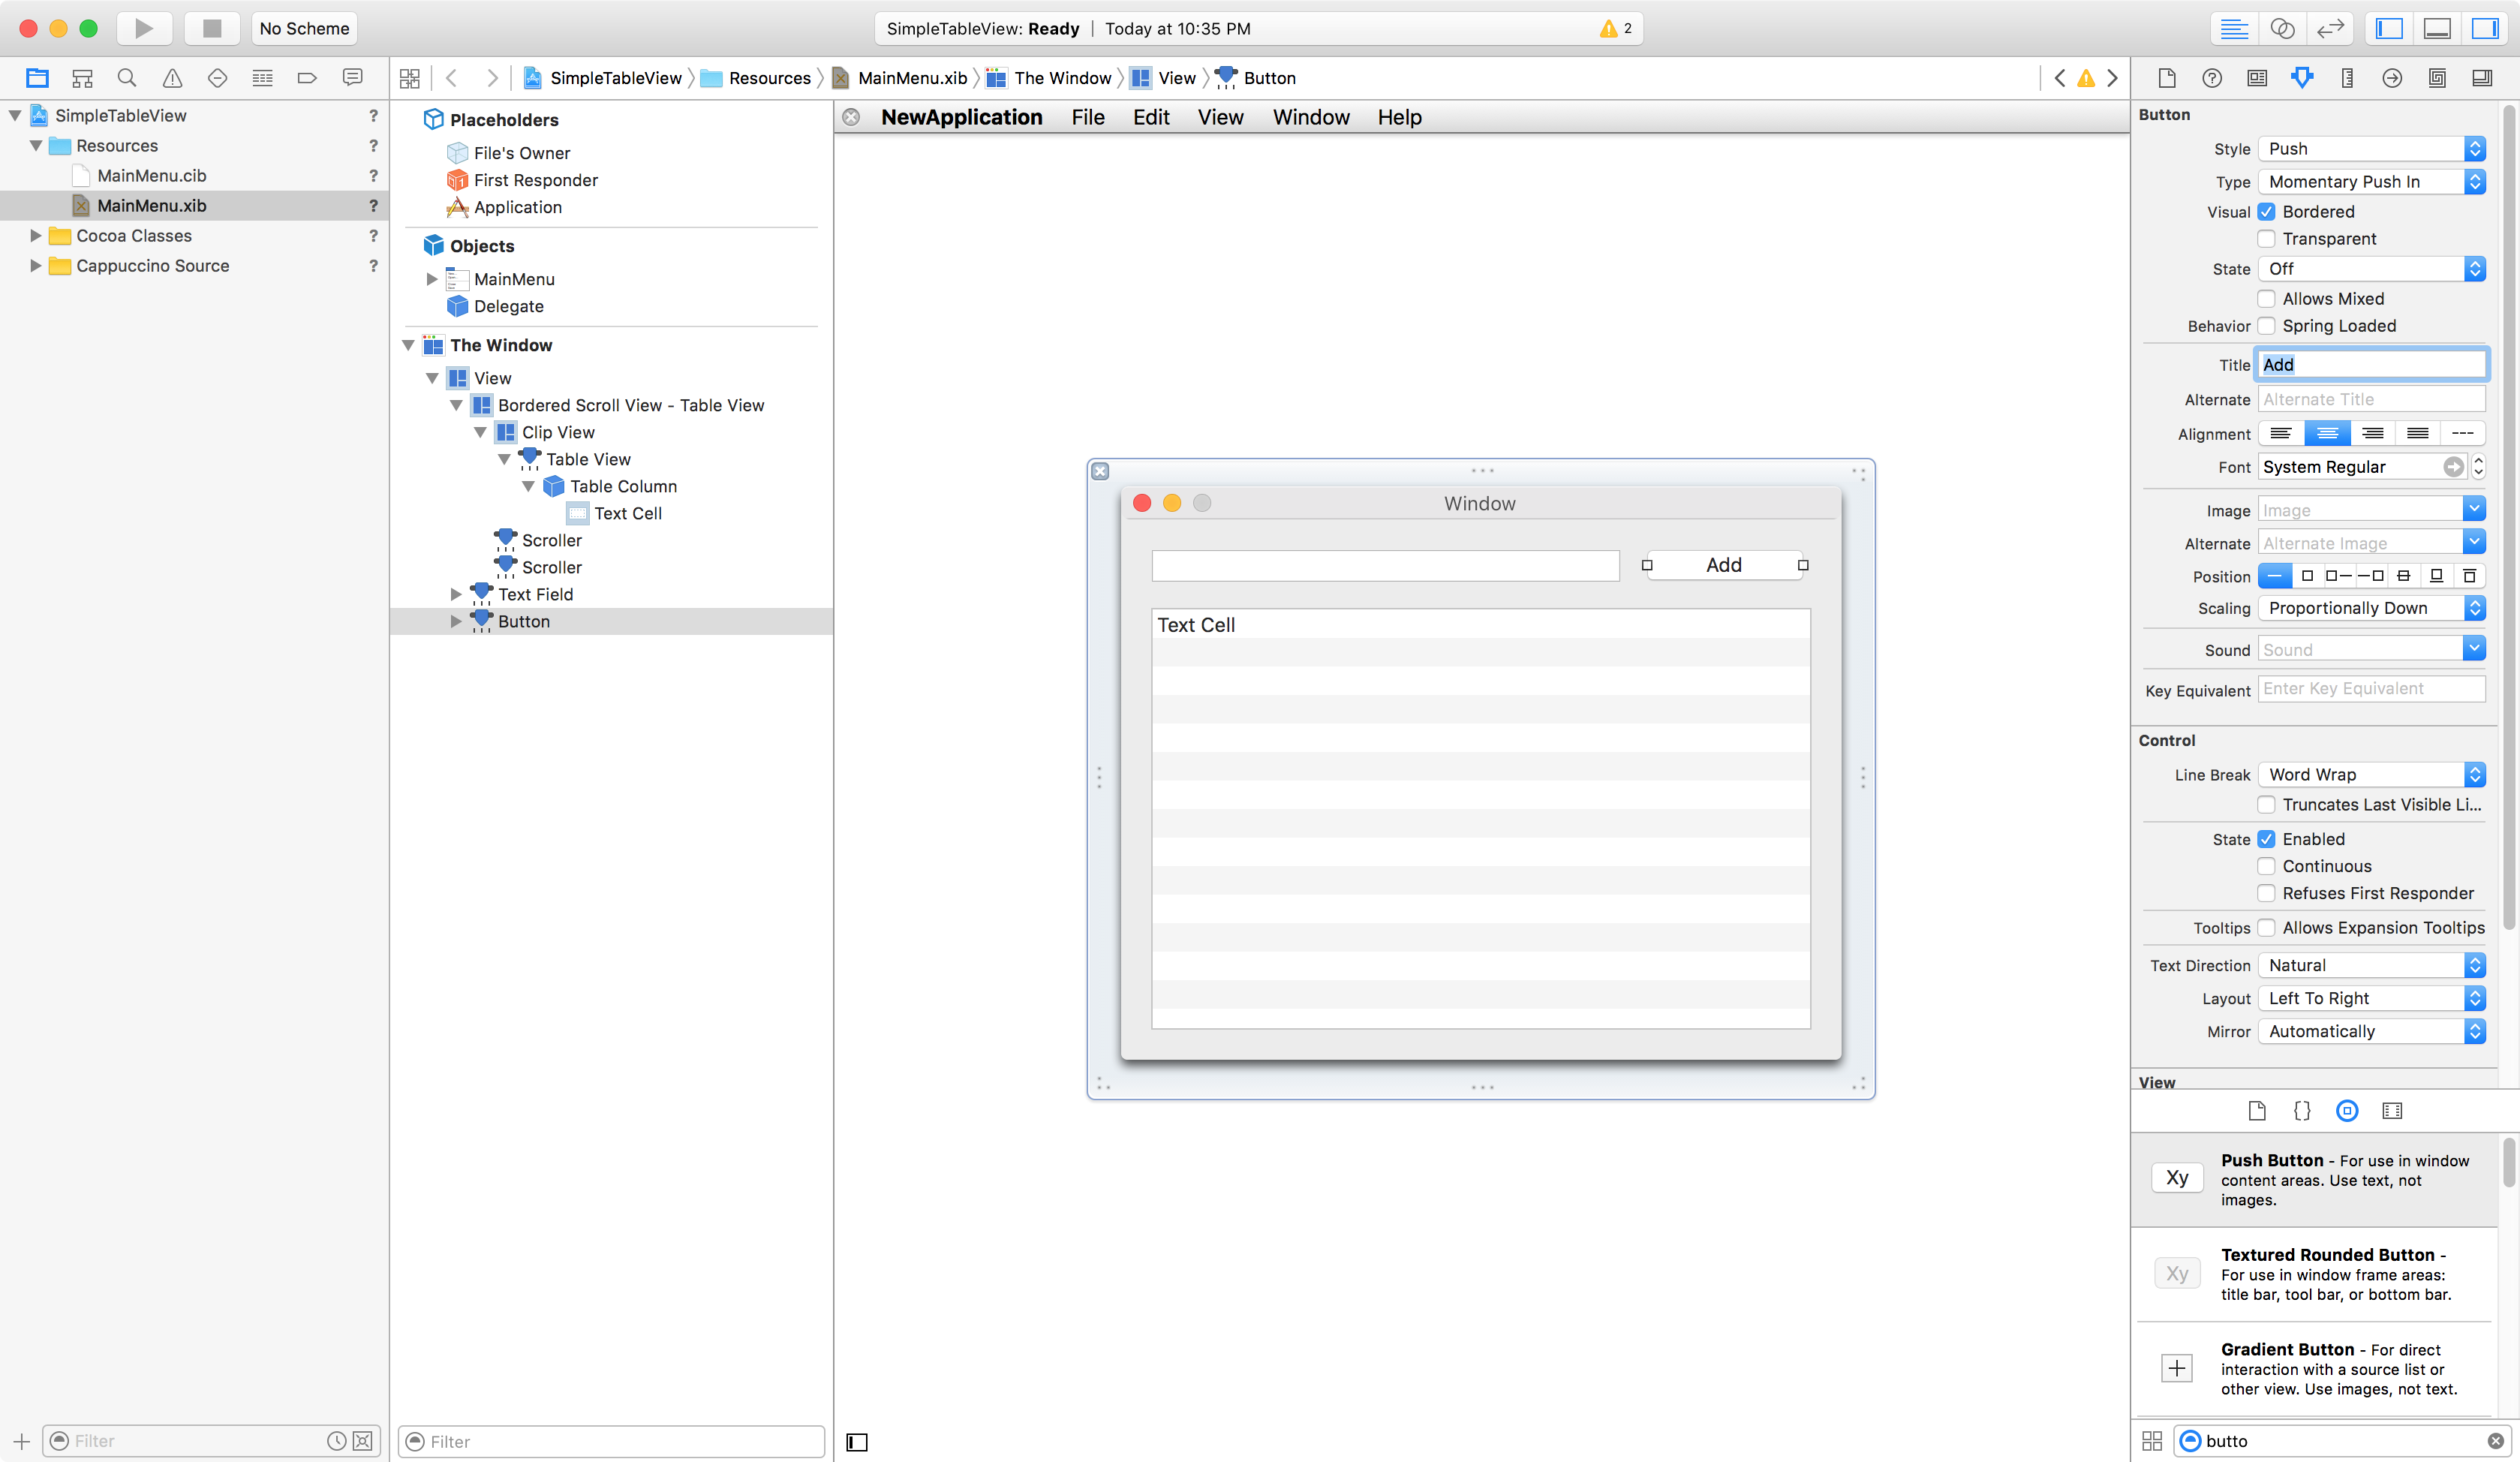 No Scheme
SimpleTableView: Ready | Today at 10:35 PM
2
SimpleTableView
Resources
MainMenu.xib
The Window
View
Button
SimpleTableView ?
Resources ?
MainMenu.cib ?
MainMenu.xib ?
Cocoa Classes ?
Cappuccino Source ?
Filter
Placeholders
File's Owner
First Responder
Application
Objects
MainMenu
Delegate
The Window
View
Bordered Scroll View - Table View
Clip View
Table View
Table Column
Text Cell
Scroller
Scroller
Text Field
Button
Filter
NewApplication File Edit View Window Help
Window
Add
Text Cell
Button
Style Push
Type Momentary Push In
Visual Bordered
Transparent
State Off
Allows Mixed
Behavior Spring Loaded
Title Add
Alternate Alternate Title
Alignment
Font System Regular
Image Image
Alternate Alternate Image
Position
Scaling Proportionally Down
Sound Sound
Key Equivalent Enter Key Equivalent
Control
Line Break Word Wrap
Truncates Last Visible Li...
State Enabled
Continuous
Refuses First Responder
Tooltips Allows Expansion Tooltips
Text Direction Natural
Layout Left To Right
Mirror Automatically
View
{}
Xy
Push Button - For use in window
content areas. Use text, not
images.
Xy
Textured Rounded Button -
For use in window frame areas:
title bar, tool bar, or bottom bar.
Gradient Button - For direct
interaction with a source list or
other view. Use images, not text.
butto